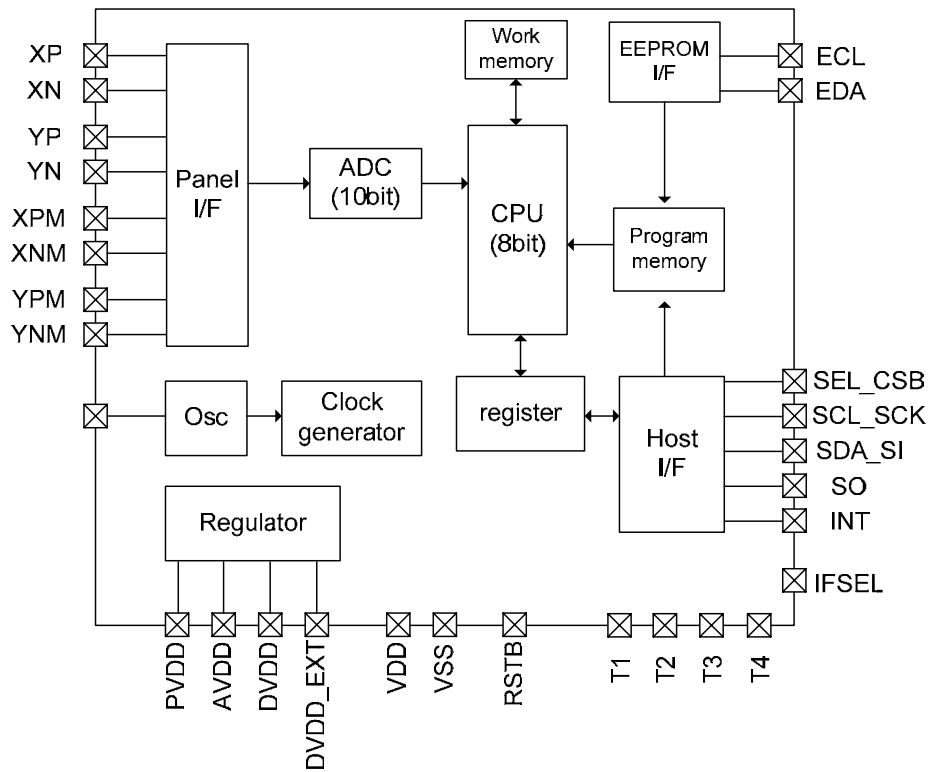 XP
XN
YP
YN
XPM
XNM
YPM
YNM
Panel
I/F
ADC
(10bit)
Work
memory
CPU
(8bit)
EEPROM
I/F
ECL
EDA
Program
memory
Osc
Clock
generator
register
Host
I/F
SEL_CSB
SCL_SCK
SDA_SI
SO
INT
IFSEL
Regulator
PVDD
AVDD
DVDD
DVDD_EXT
VDD
VSS
RSTB
T1
T2
T3
T4